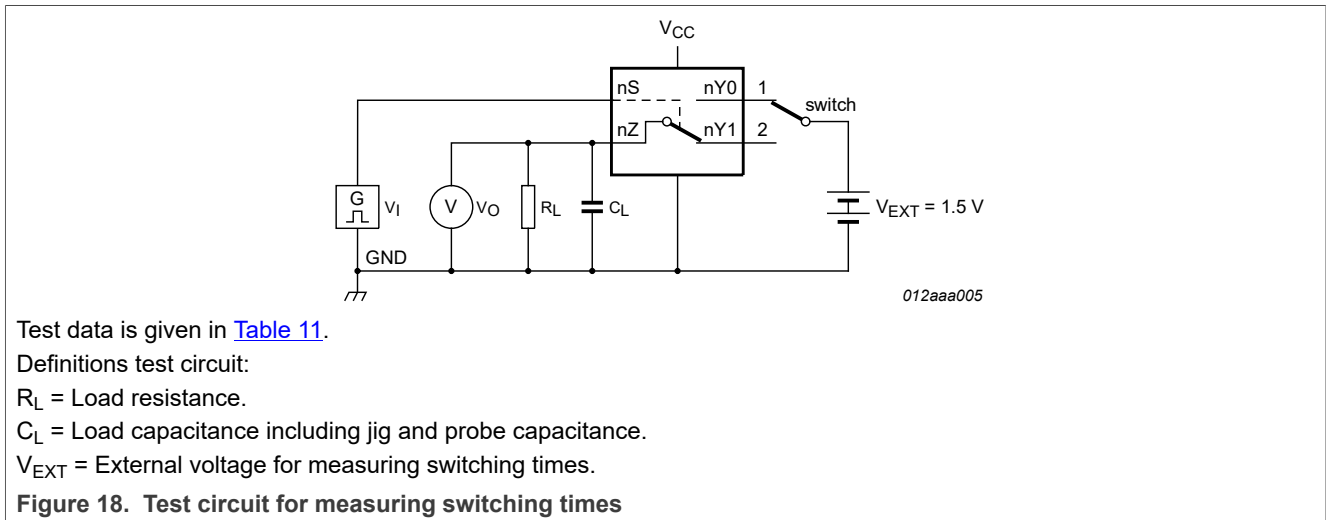 VCC
nS nY0 1 switch
nZ nY1 2
G VI V VO RL CL VEXT = 1.5 V
GND
012aaa005
Test data is given in Table 11.
Definitions test circuit:
RL = Load resistance.
CL = Load capacitance including jig and probe capacitance.
VEXT = External voltage for measuring switching times.
Figure 18. Test circuit for measuring switching times